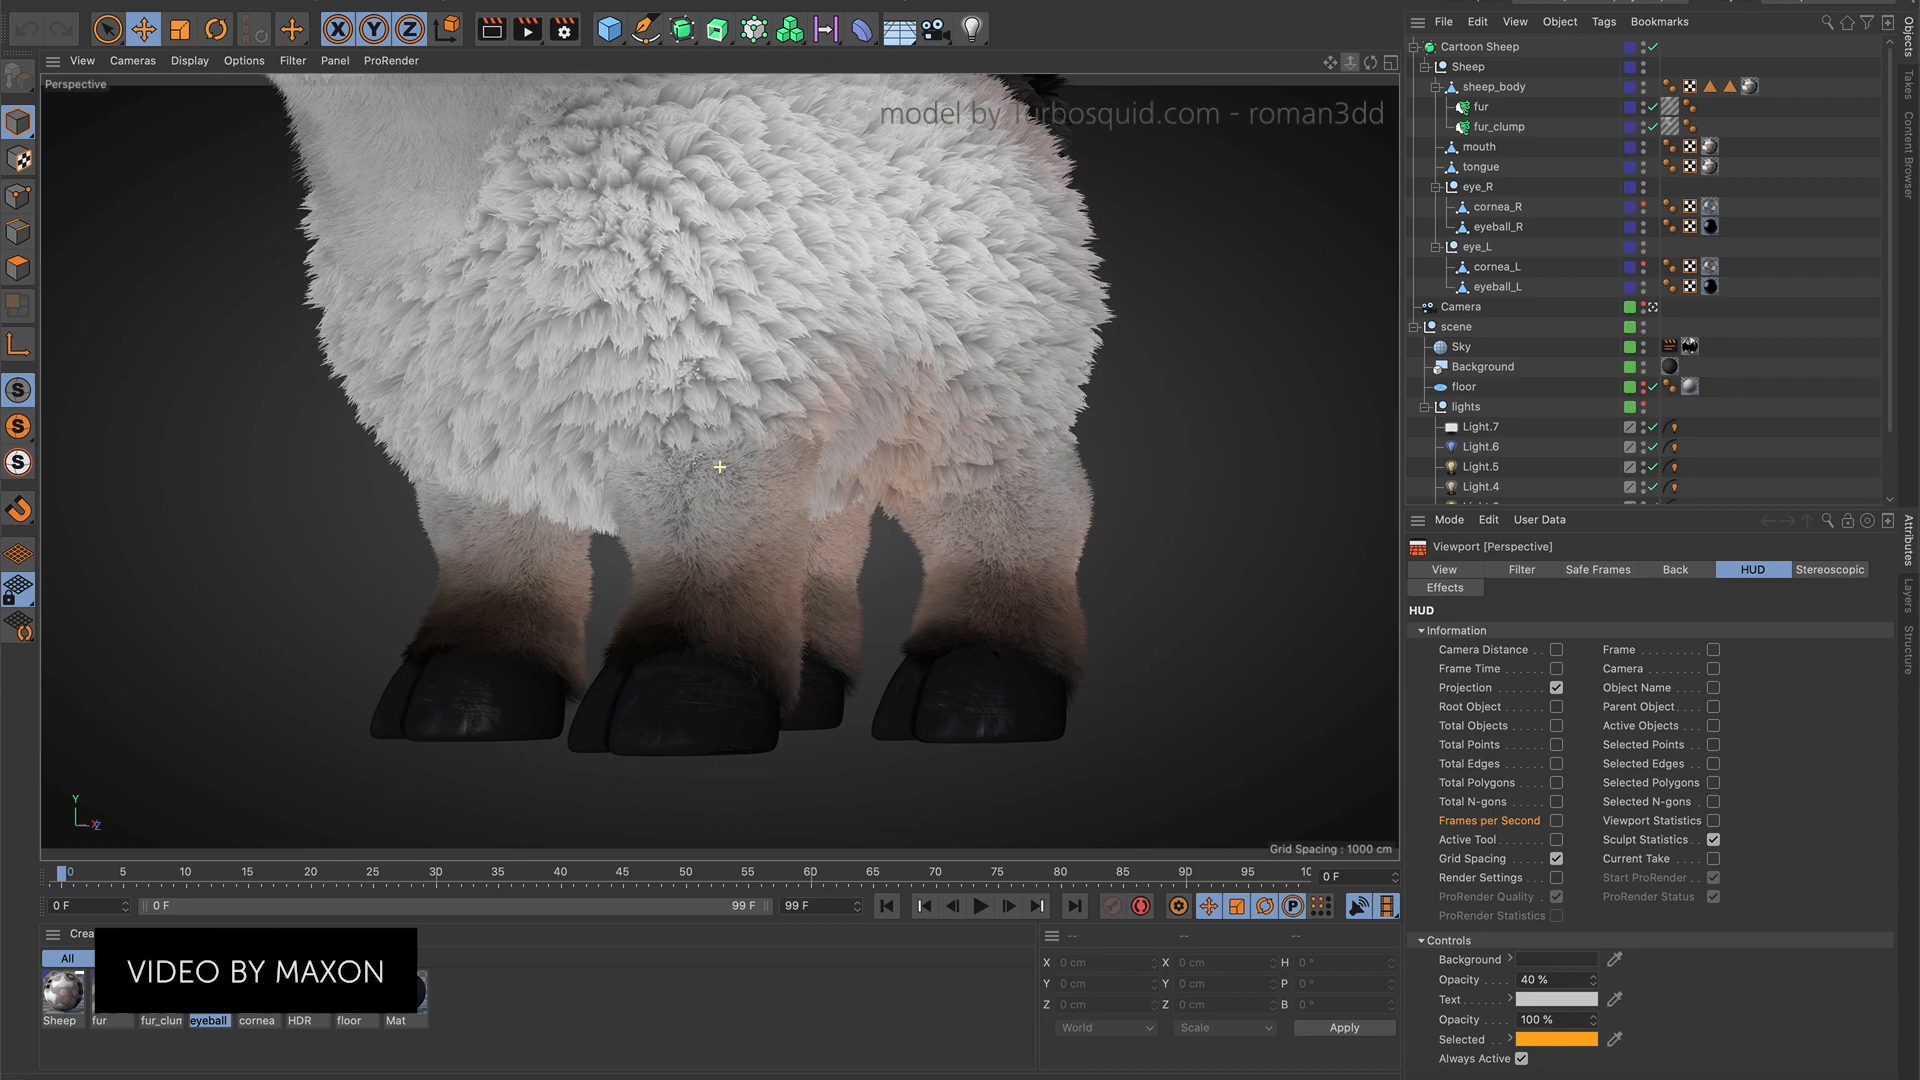 File Edit View Object Tags Bookmarks
View Cameras Display Options Filter Panel ProRender
Perspective
model by Turbosquid.com - roman3dd
Cartoon Sheep
Sheep
sheep_body
fur
fur_clump
mouth
tongue
eye_R
cornea_R
eyeball_R
eye_L
cornea_L
eyeball_L
Camera
scene
Sky
Background
floor
lights
Light.7
Light.6
Light.5
Light.4
Objects
Takes
Content Browser
Mode Edit User Data
Viewport [Perspective]
View Filter Safe Frames Back HUD Stereoscopic
Effects
HUD
Information
Camera Distance Frame
Frame Time Camera
Projection Object Name
Root Object Parent Object
Total Objects Active Objects
Total Points Selected Points
Total Edges Selected Edges
Total Polygons Selected Polygons
Total N-gons Selected N-gons
Frames per Second Viewport Statistics
Active Tool Sculpt Statistics
Grid Spacing Current Take
Render Settings Start ProRender
ProRender Quality ProRender Status
ProRender Statistics
Controls
Background
Opacity 40 %
Text
Opacity 100 %
Selected
Always Active
Attributes
Layers
Structure
Y
X Z
Grid Spacing : 1000 cm
0 5 10 15 20 25 30 35 40 45 50 55 60 65 70 75 80 85 90 95 10 0 F
0 F 0 F 99 F 99 F
Crea
All
VIDEO BY MAXON
Sheep fur fur_clum eyeball cornea HDR floor Mat
-- -- --
X 0 cm X 0 cm H 0 °
Y 0 cm Y 0 cm P 0 °
Z 0 cm Z 0 cm B 0 °
World Scale Apply
X Y Z
PSR
S
S
S
P